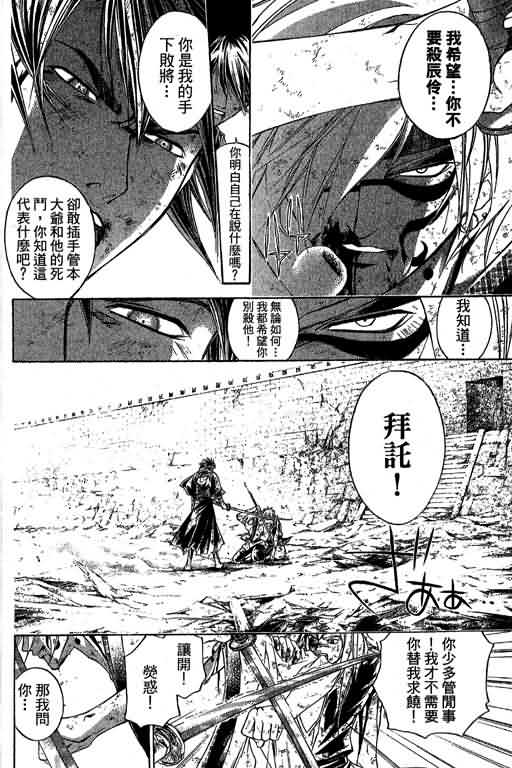 我希望…你不
要殺辰伶…
你明白自己在說什麼嗎？
你是我的手
下敗將…
卻敢插手管本
大爺和他的死
鬥，你知道這
代表什麼吧？
我知道…
無論如何…
我都希望你
別殺他！
拜託！
你少多管閒事
！我才不需要
你替我求饒！
讓開！
熒惑！
那我問
你…